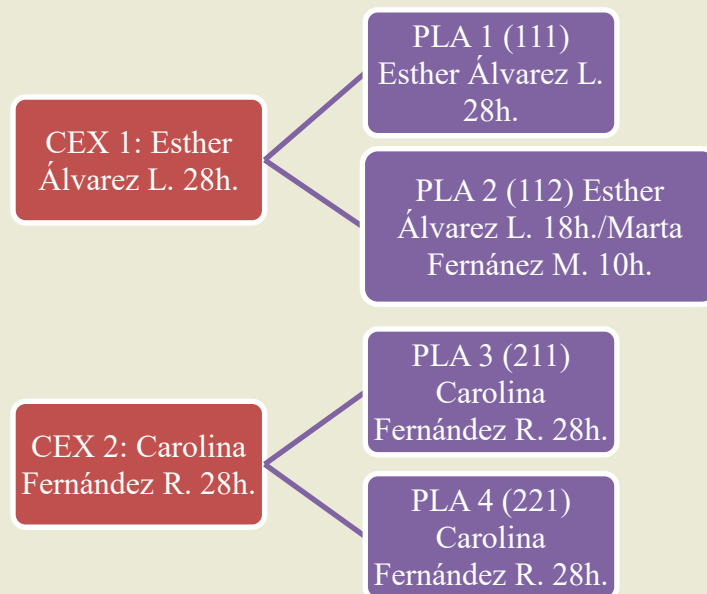 CEX 1: Esther
Álvarez L. 28h.
PLA 1 (111)
Esther Álvarez L.
28h.
PLA 2 (112) Esther
Álvarez L. 18h./Marta
Fernánez M. 10h.
CEX 2: Carolina
Fernández R. 28h.
PLA 3 (211)
Carolina
Fernández R. 28h.
PLA 4 (221)
Carolina
Fernández R. 28h.